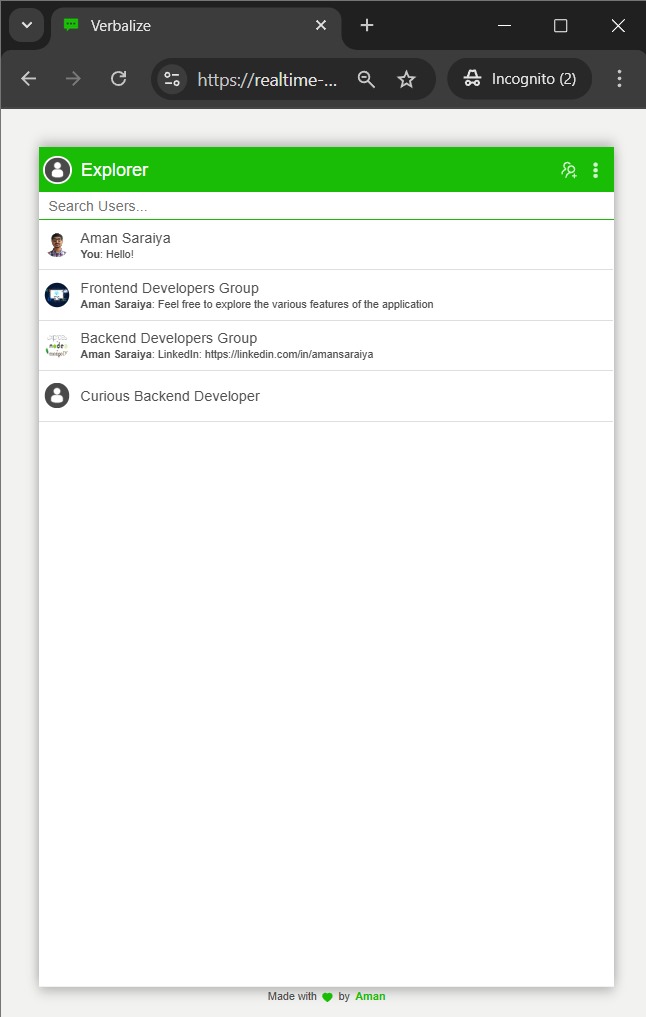 Verbalize
https://realtime-...
Incognito (2)
Explorer
Search Users...
Aman Saraiya
You: Hello!
Frontend Developers Group
Aman Saraiya: Feel free to explore the various features of the application
Backend Developers Group
Aman Saraiya: LinkedIn: https://linkedin.com/in/amansaraiya
Curious Backend Developer
Made with by Aman